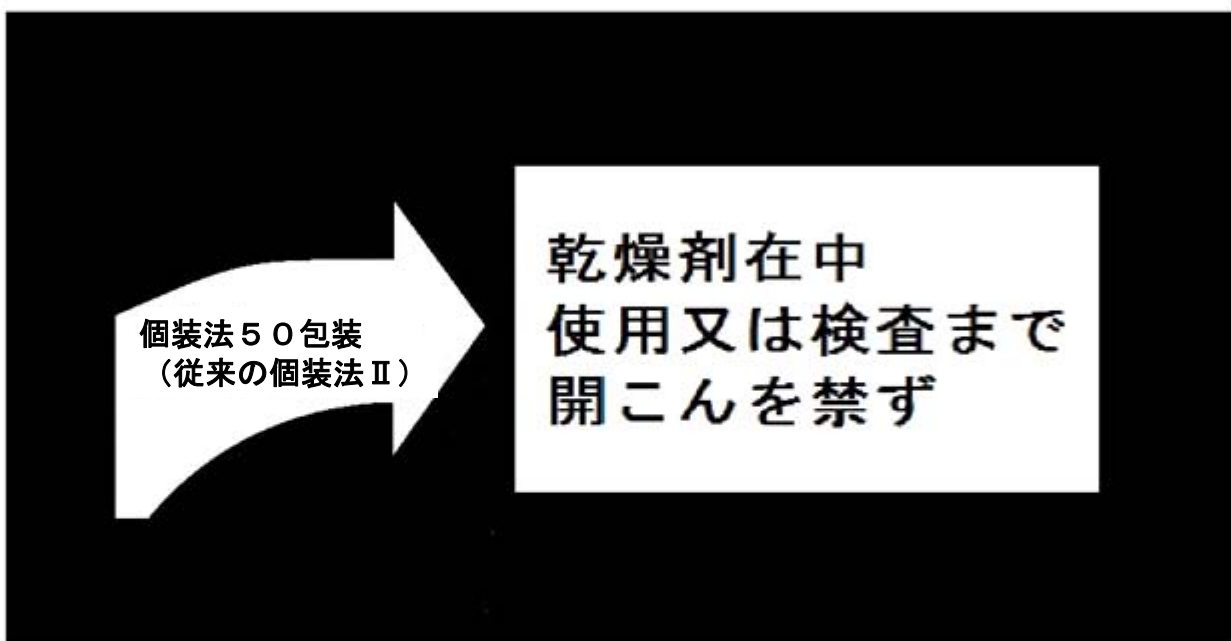 個装法５０包装
（従来の個装法Ⅱ）
乾燥剤在中
使用又は検査まで
開こんを禁ず